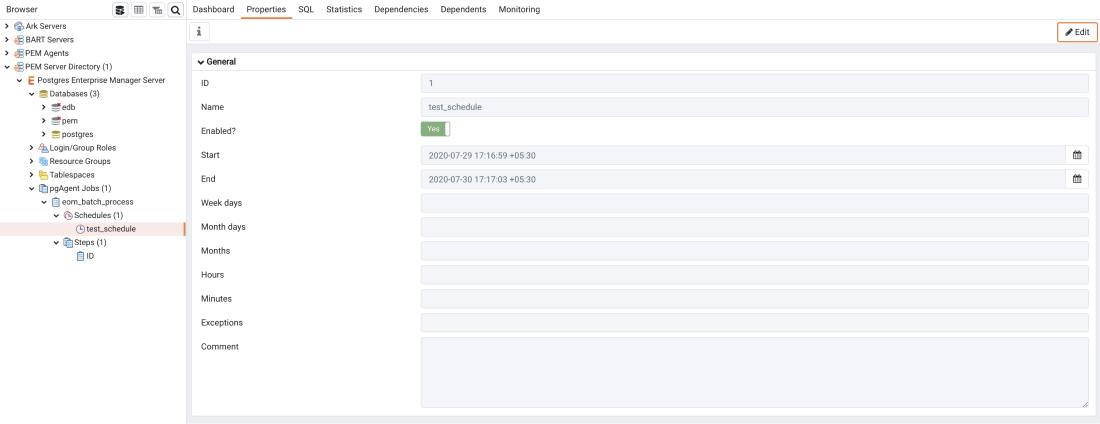 Browser
Dashboard Properties SQL Statistics Dependencies Dependents Monitoring
Ark Servers
BART Servers
PEM Agents
PEM Server Directory (1)
Postgres Enterprise Manager Server
Databases (3)
edb
pem
postgres
Login/Group Roles
Resource Groups
Tablespaces
pgAgent Jobs (1)
eom_batch_process
Schedules (1)
test_schedule
Steps (1)
ID
i
Edit
General
ID 1
Name test_schedule
Enabled? Yes
Start 2020-07-29 17:16:59 +05:30
End 2020-07-30 17:17:03 +05:30
Week days
Month days
Months
Hours
Minutes
Exceptions
Comment